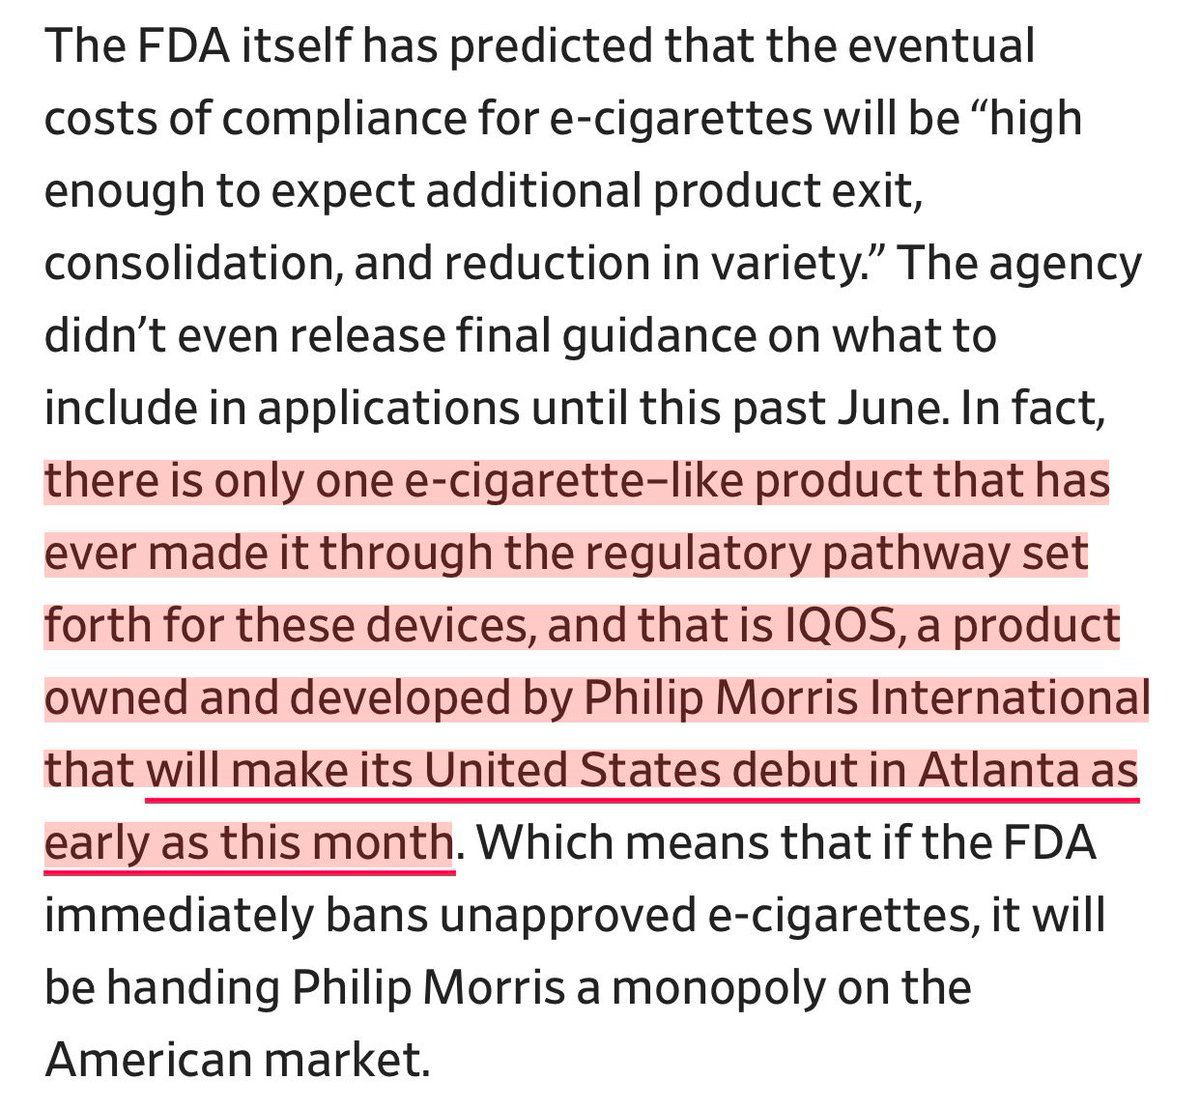 The FDA itself has predicted that the eventual
costs of compliance for e-cigarettes will be “high
enough to expect additional product exit,
consolidation, and reduction in variety.” The agency
didn’t even release final guidance on what to
include in applications until this past June. In fact,
there is only one e-cigarette–like product that has
ever made it through the regulatory pathway set
forth for these devices, and that is IQOS, a product
owned and developed by Philip Morris International
that will make its United States debut in Atlanta as
early as this month. Which means that if the FDA
immediately bans unapproved e-cigarettes, it will
be handing Philip Morris a monopoly on the
American market.